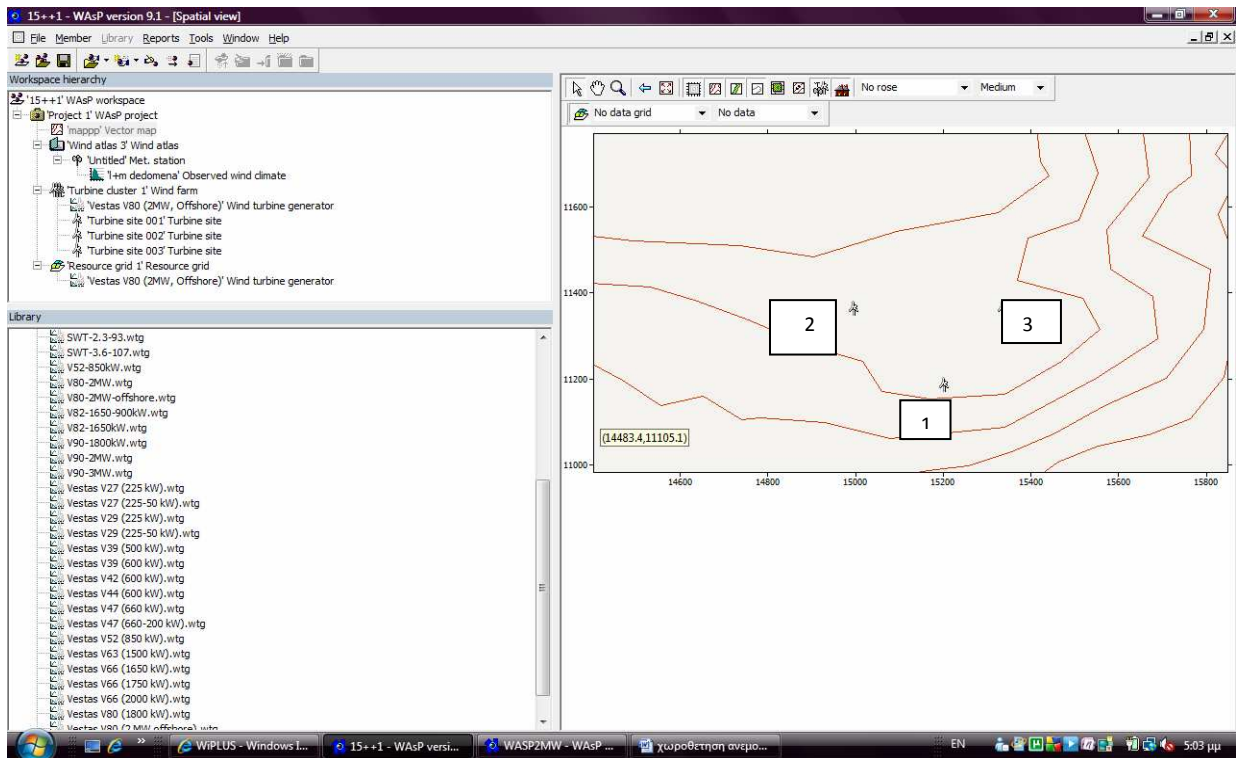 15++1 - WAsP version 9.1 - [Spatial view]
File Member Library Reports Tools Window Help
Workspace hierarchy
'15++1' WAsP workspace
'Project 1' WAsP project
'mappp' Vector map
'Wind atlas 3' Wind atlas
'Untitled' Met. station
'1+m dedomena' Observed wind climate
'Turbine cluster 1' Wind farm
'Vestas V80 (2MW, Offshore)' Wind turbine generator
'Turbine site 001' Turbine site
'Turbine site 002' Turbine site
'Turbine site 003' Turbine site
'Resource grid 1' Resource grid
'Vestas V80 (2MW, Offshore)' Wind turbine generator
Library
SWT-2.3-93.wtg
SWT-3.6-107.wtg
V52-850kW.wtg
V80-2MW.wtg
V80-2MW-offshore.wtg
V82-1650-900kW.wtg
V82-1650kW.wtg
V90-1800kW.wtg
V90-2MW.wtg
V90-3MW.wtg
Vestas V27 (225 kW).wtg
Vestas V27 (225-50 kW).wtg
Vestas V29 (225 kW).wtg
Vestas V29 (225-50 kW).wtg
Vestas V39 (500 kW).wtg
Vestas V39 (600 kW).wtg
Vestas V42 (600 kW).wtg
Vestas V44 (600 kW).wtg
Vestas V47 (660 kW).wtg
Vestas V47 (660-200 kW).wtg
Vestas V52 (850 kW).wtg
Vestas V63 (1500 kW).wtg
Vestas V66 (1650 kW).wtg
Vestas V66 (1750 kW).wtg
Vestas V66 (2000 kW).wtg
Vestas V80 (1800 kW).wtg
Vestas V80 (2 MW offshore).wtg
No rose Medium
No data grid No data
11600
11400
2 3
11200
1
(14483.4,11105.1)
11000
14600 14800 15000 15200 15400 15600 15800
WiPLUS - Windows I... 15++1 - WAsP versi... WASP2MW - WAsP ... χωροθετηση ανεμο... EN 5:03 μμ